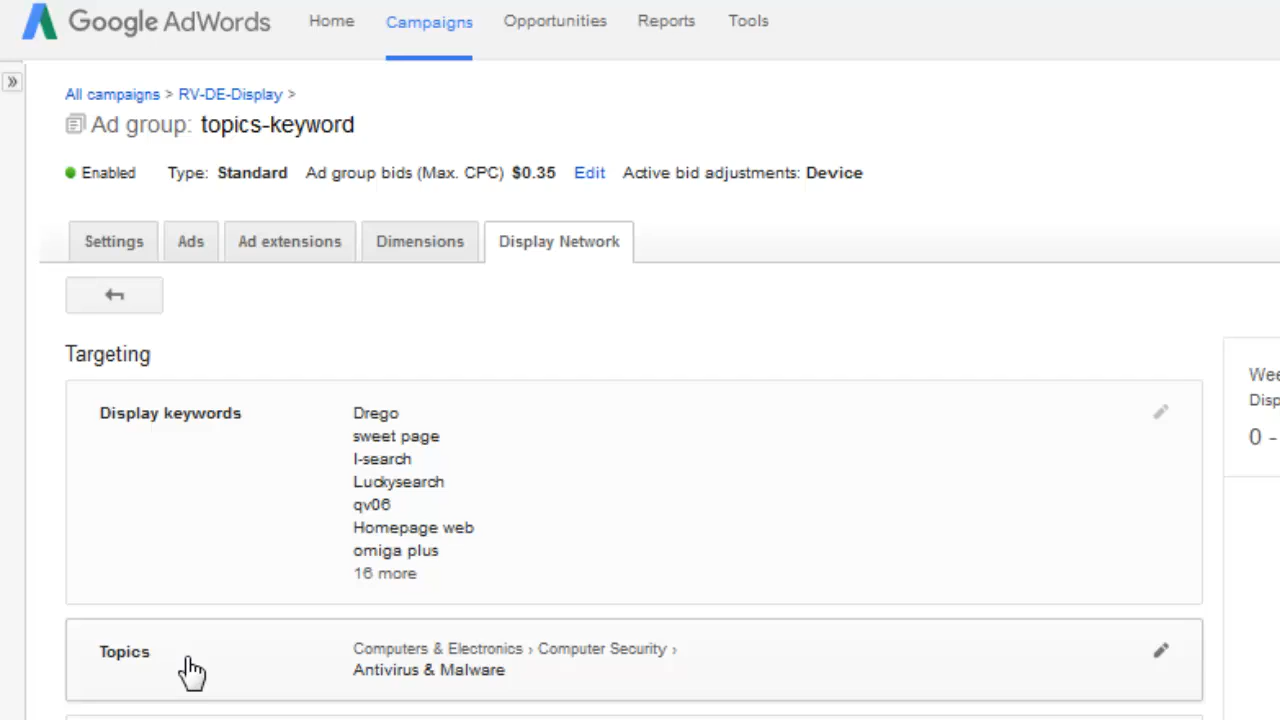 Google AdWords Home Campaigns Opportunities Reports Tools
»
All campaigns > RV-DE-Display >
Ad group: topics-keyword
Enabled Type: Standard Ad group bids (Max. CPC) $0.35 Edit Active bid adjustments: Device
Settings Ads Ad extensions Dimensions Display Network
Targeting
Display keywords
Drego
sweet page
I-search
Luckysearch
qv06
Homepage web
omiga plus
16 more
Wee
Disp
0 -
Topics
Computers & Electronics › Computer Security ›
Antivirus & Malware